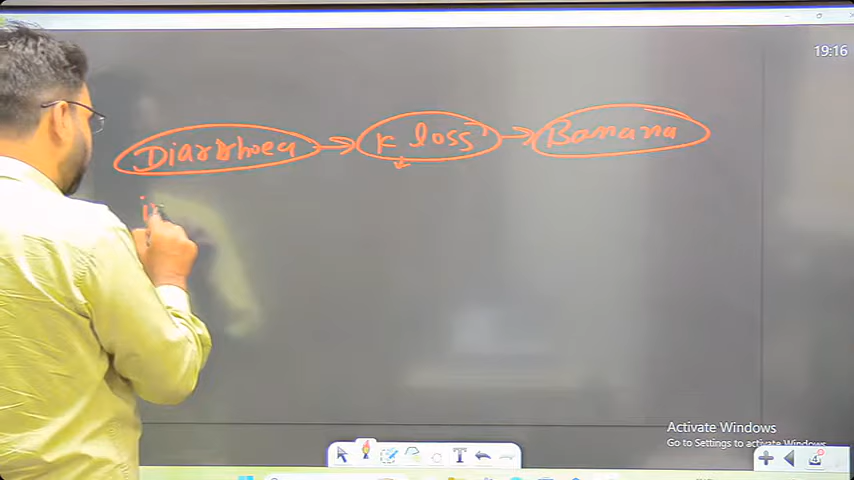 19:16
Diarrhoea → K loss → Banana
Activate Windows
Go to Settings to activate Windows.